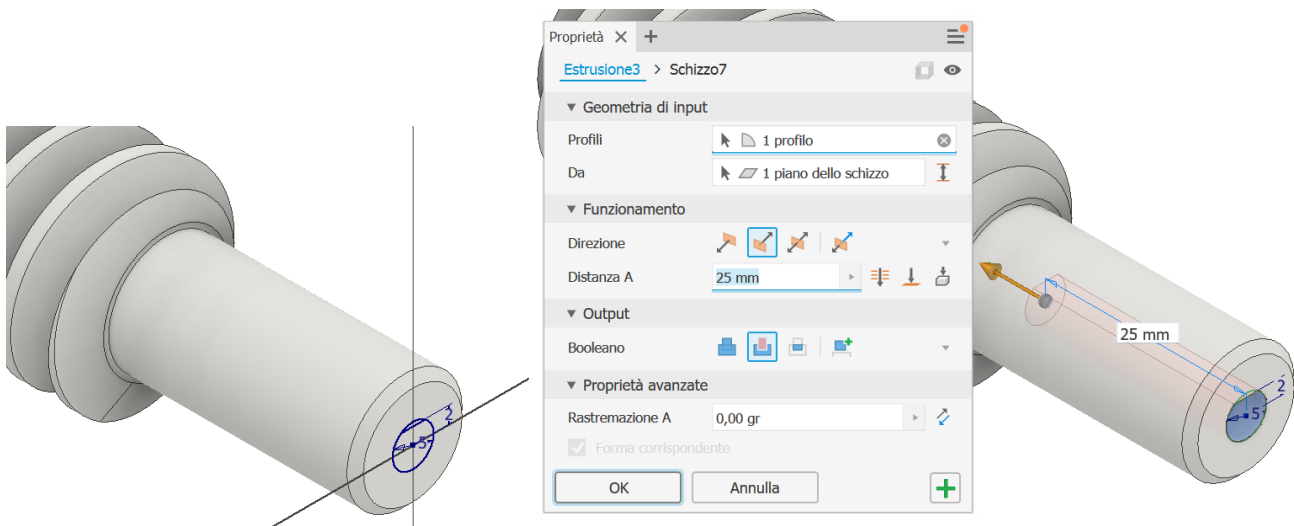 Proprietà
Estrusione3 > Schizzo7
Geometria di input
Profili
1 profilo
Da
1 piano dello schizzo
Funzionamento
Direzione
Distanza A
25 mm
Output
Booleano
Proprietà avanzate
Rastremazione A
0,00 gr
Forma corrispondente
OK
Annulla
2
5
25 mm
2
5